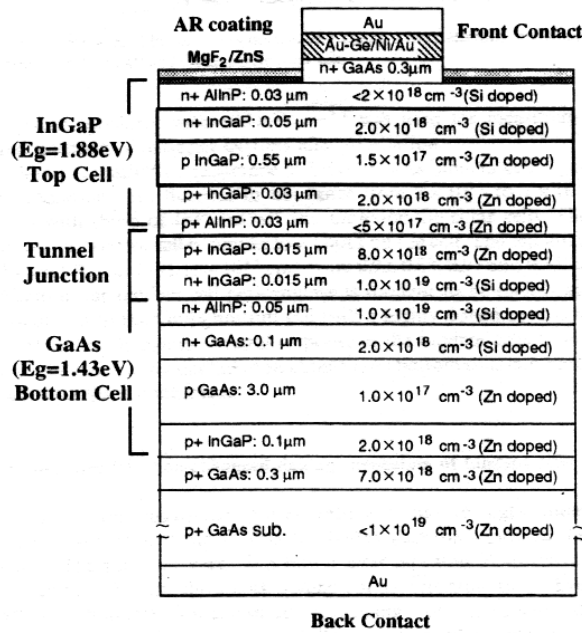 AR coating
Au
Front Contact
MgF2/ZnS
Au-Ge/Ni/Au
n+ GaAs 0.3μm
InGaP
(Eg=1.88eV)
Top Cell
n+ AlInP: 0.03 μm <2×10^18 cm^-3 (Si doped)
n+ InGaP: 0.05 μm 2.0×10^18 cm^-3 (Si doped)
p InGaP: 0.55 μm 1.5×10^17 cm^-3 (Zn doped)
p+ InGaP: 0.03 μm 2.0×10^18 cm^-3 (Zn doped)
p+ AlInP: 0.03 μm <5×10^17 cm^-3 (Zn doped)
Tunnel
Junction
p+ InGaP: 0.015 μm 8.0×10^18 cm^-3 (Zn doped)
n+ InGaP: 0.015 μm 1.0×10^19 cm^-3 (Si doped)
GaAs
(Eg=1.43eV)
Bottom Cell
n+ AlInP: 0.05 μm 1.0×10^19 cm^-3 (Si doped)
n+ GaAs: 0.1 μm 2.0×10^18 cm^-3 (Si doped)
p GaAs: 3.0 μm 1.0×10^17 cm^-3 (Zn doped)
p+ InGaP: 0.1μm 2.0×10^18 cm^-3 (Zn doped)
p+ GaAs: 0.3 μm 7.0×10^18 cm^-3 (Zn doped)
p+ GaAs sub. <1×10^19 cm^-3 (Zn doped)
Au
Back Contact